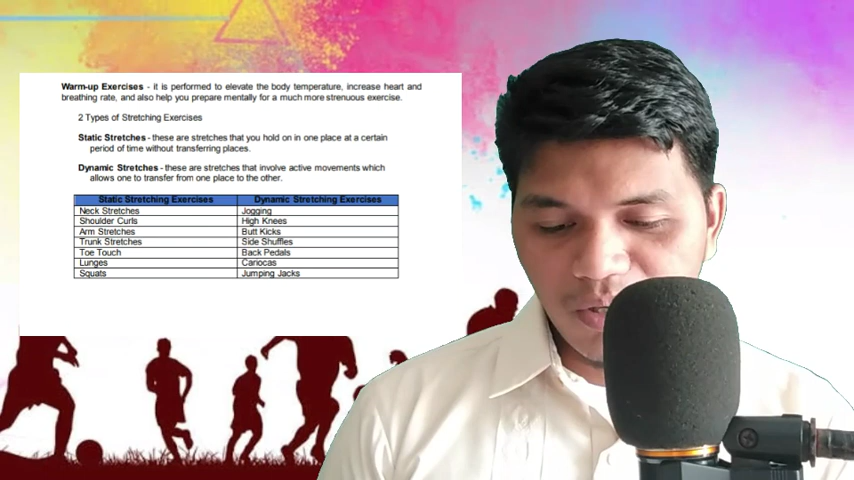 Warm-up Exercises - it is performed to elevate the body temperature, increase heart and
breathing rate, and also help you prepare mentally for a much more strenuous exercise.
2 Types of Stretching Exercises
Static Stretches - these are stretches that you hold on in one place at a certain
period of time without transferring places.
Dynamic Stretches - these are stretches that involve active movements which
allows one to transfer from one place to the other.
Static Stretching Exercises Dynamic Stretching Exercises
Neck Stretches Jogging
Shoulder Curls High Knees
Arm Stretches Butt Kicks
Trunk Stretches Side Shuffles
Toe Touch Back Pedals
Lunges Cariocas
Squats Jumping Jacks